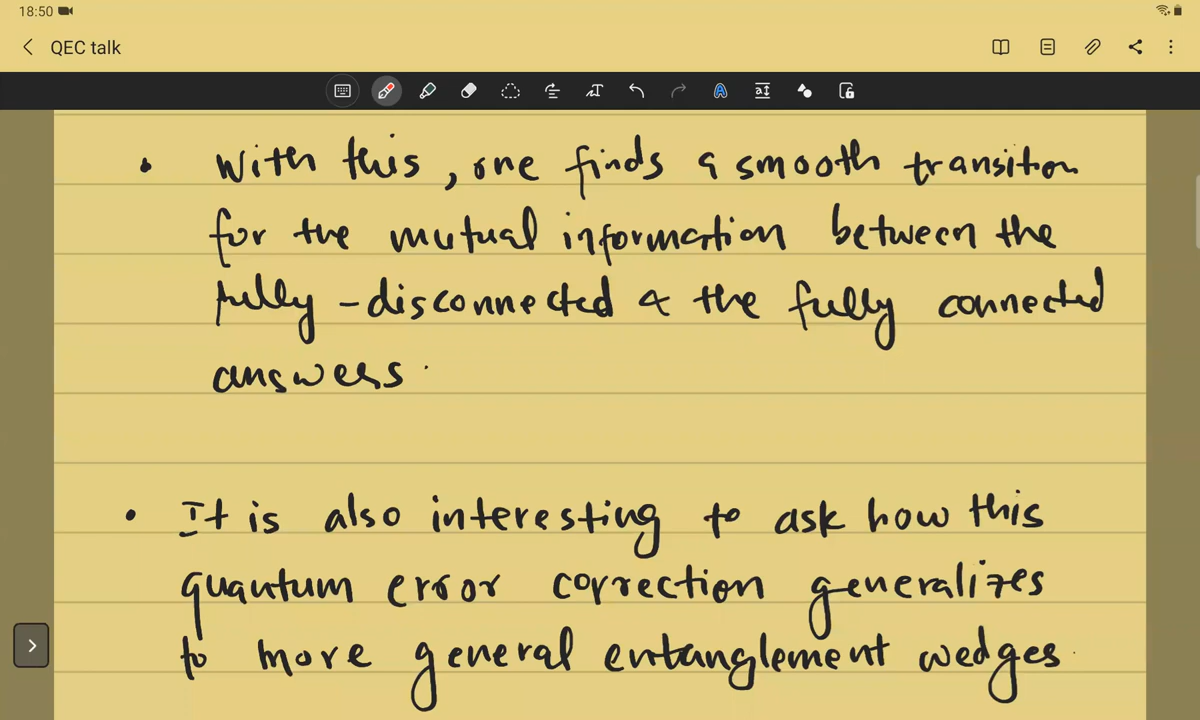 18:50
QEC talk
• With this, one finds a smooth transition
for the mutual information between the
fully-disconnected & the fully connected
answers.
• It is also interesting to ask how this
quantum error correction generalizes
to more general entanglement wedges.